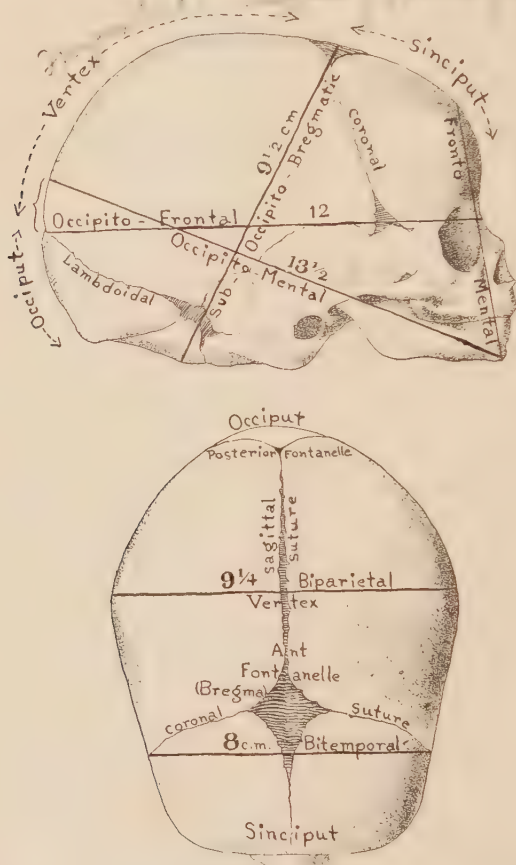 Vertex
Sinciput
Fronto - Mental
coronal
9½ cm
Sub - Occipito - Bregmatic
Occipito - Frontal 12
Occipito - Mental 13½
Occiput
Lambdoidal
Occiput
Posterior Fontanelle
sagittal
suture
9¼ Biparietal
Vertex
Ant
Fontanelle
(Bregma)
coronal Suture
8 c.m. Bitemporal
Sinciput